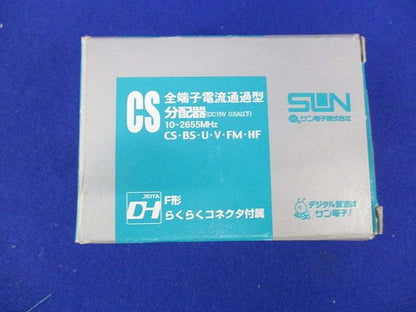 CS 全端子電流通過型
分配器(DC15V 0.5A以下)
10-2655MHz
CS・BS・U・V・FM・HF
SUN
サン電子株式会社
JEITA
DH
F形
らくらくコネクタ付属
デジタル放送は
サン電子!